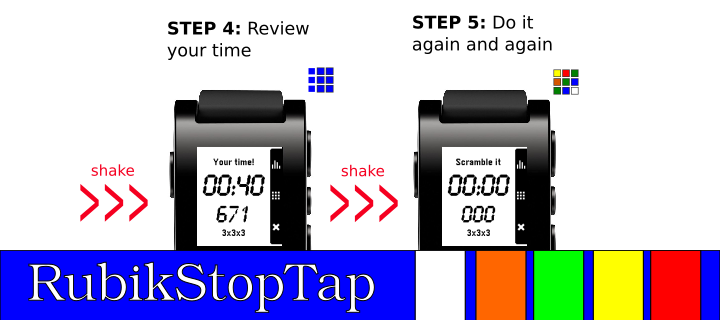 STEP 4: Review
your time
STEP 5: Do it
again and again
shake
Your time!
00:40
671
3x3x3
shake
Scramble it
00:00
000
3x3x3
RubikStopTap